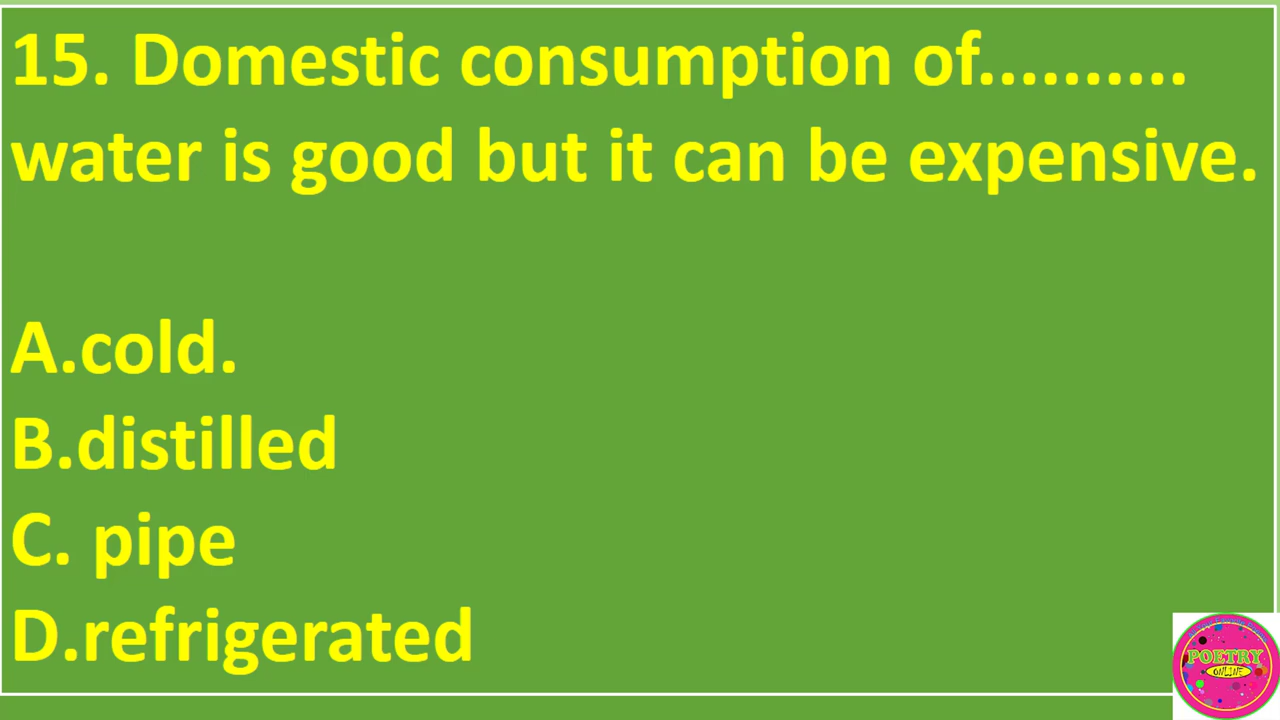 15. Domestic consumption of..........
water is good but it can be expensive.
A.cold.
B.distilled
C. pipe
D.refrigerated
POETRY
ONLINE